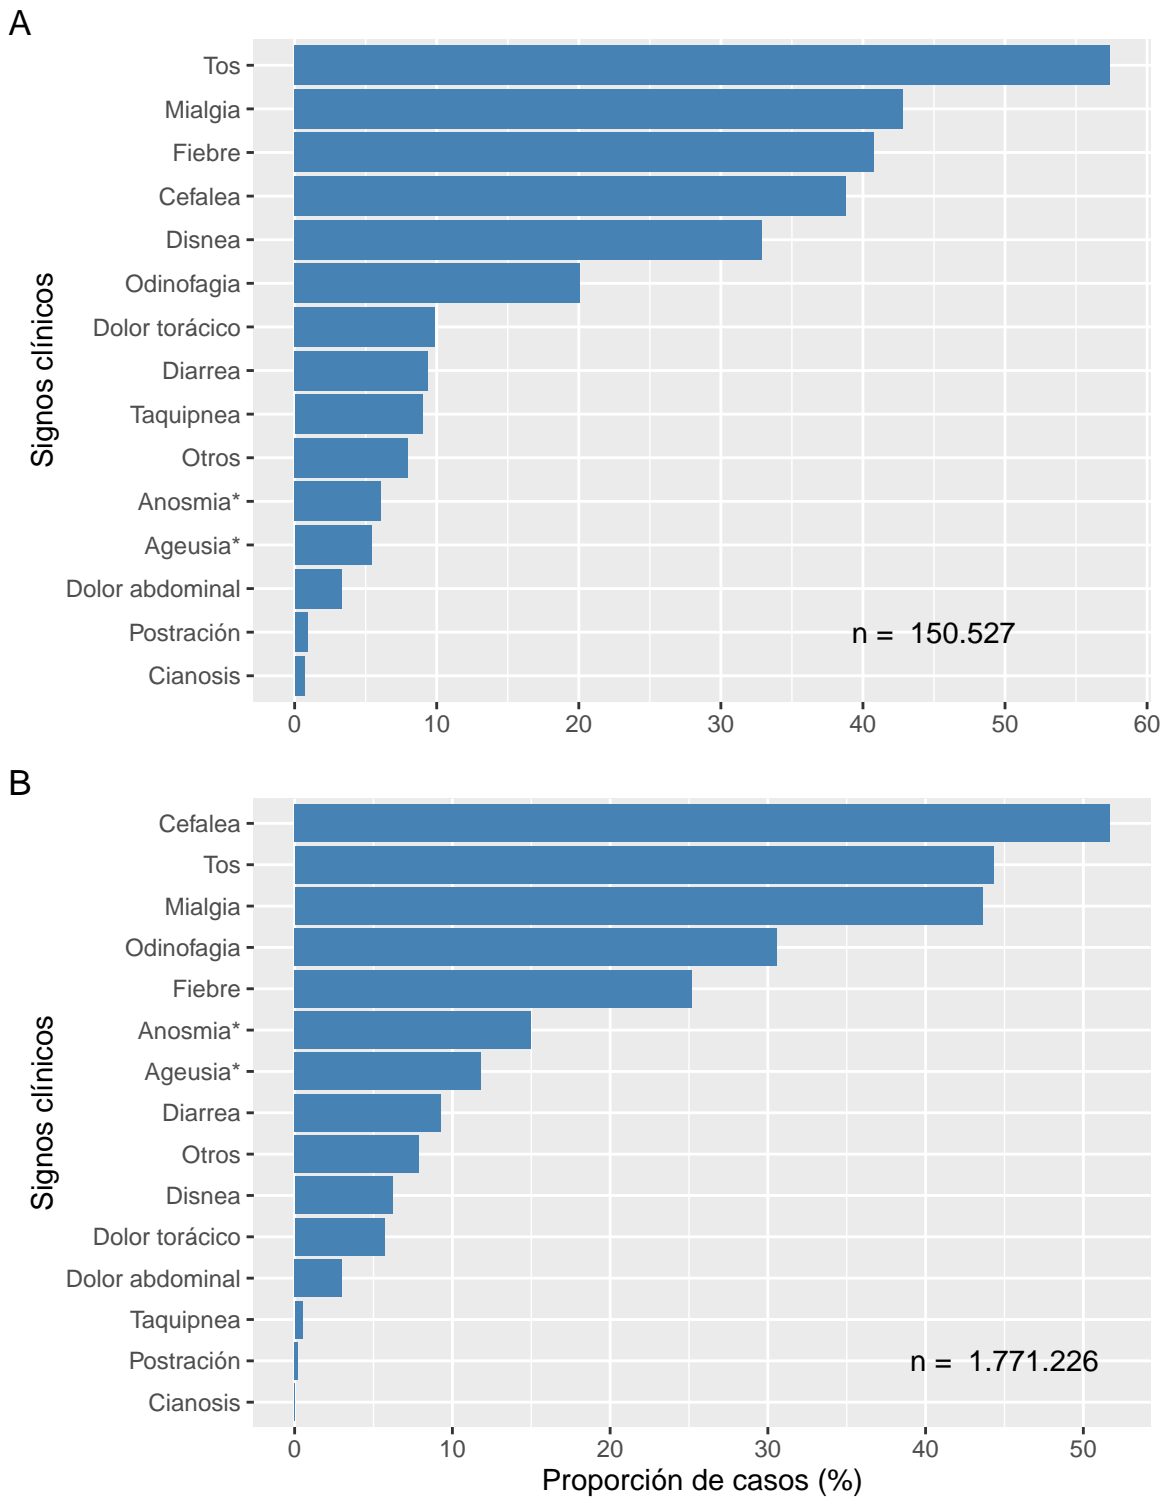 A
Signos clínicos
Tos
Mialgia
Fiebre
Cefalea
Disnea
Odinofagia
Dolor torácico
Diarrea
Taquipnea
Otros
Anosmia*
Ageusia*
Dolor abdominal
Postración
Cianosis
n = 150.527
0 10 20 30 40 50 60
B
Signos clínicos
Cefalea
Tos
Mialgia
Odinofagia
Fiebre
Anosmia*
Ageusia*
Diarrea
Otros
Disnea
Dolor torácico
Dolor abdominal
Taquipnea
Postración
Cianosis
n = 1.771.226
0 10 20 30 40 50
Proporción de casos (%)